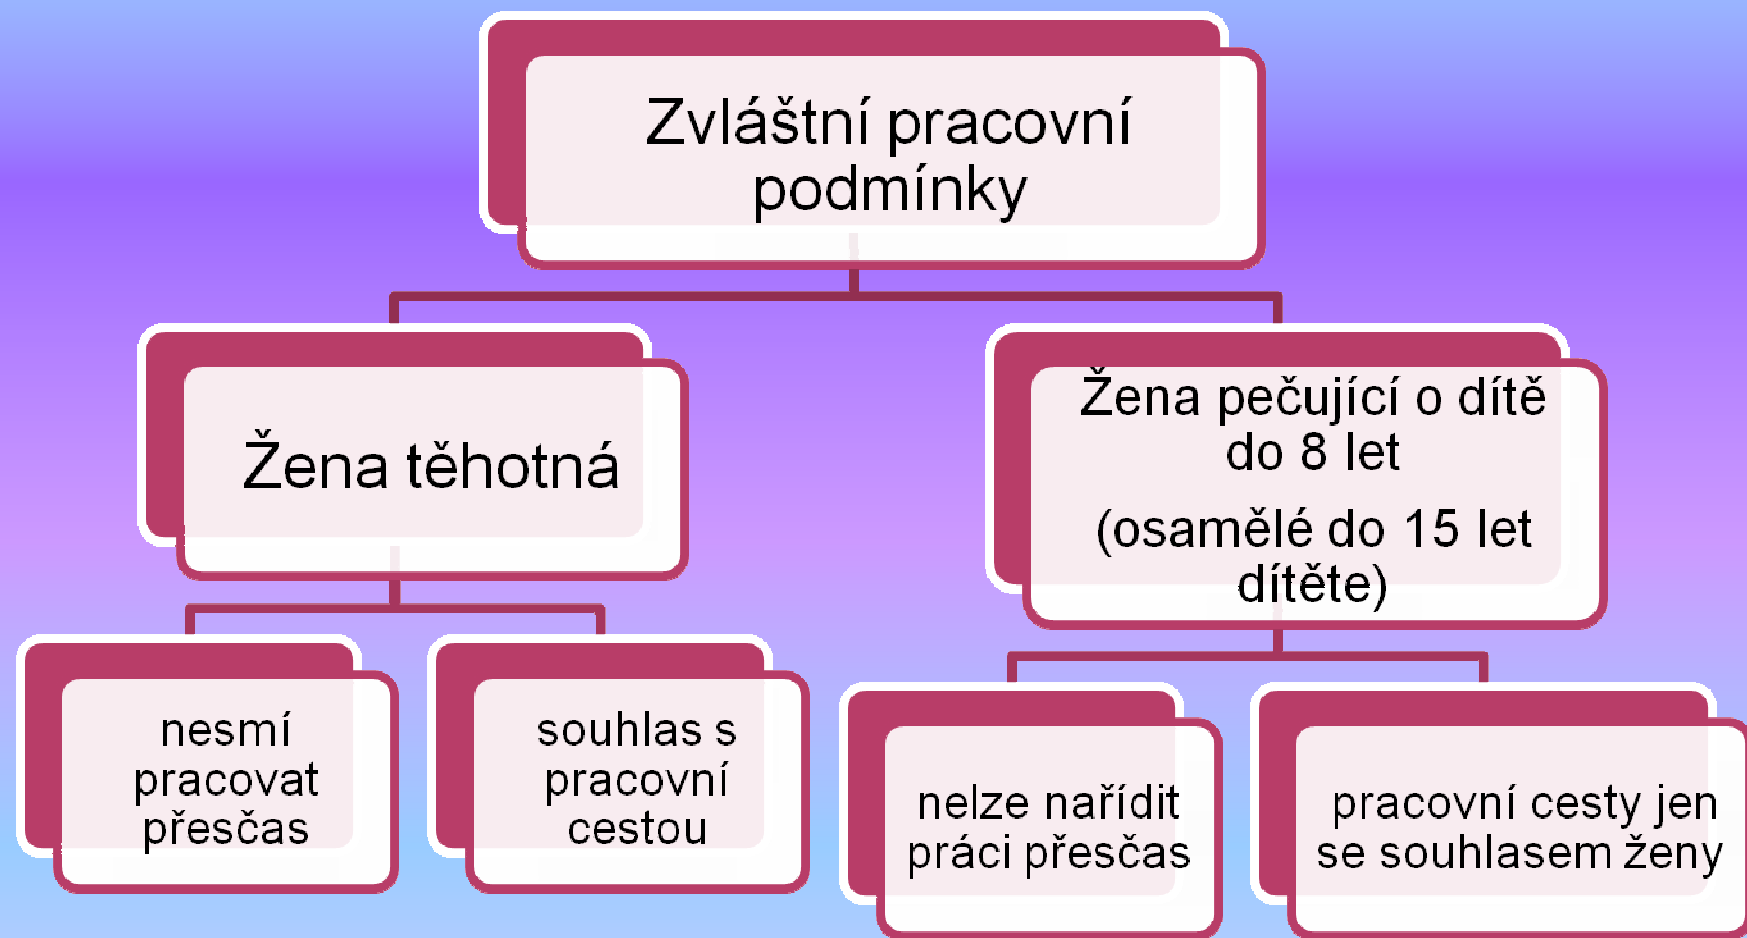 Zvláštní pracovní
podmínky
Žena těhotná
Žena pečující o dítě
do 8 let
(osamělé do 15 let
dítěte)
nesmí
pracovat
přesčas
souhlas s
pracovní
cestou
nelze nařídit
práci přesčas
pracovní cesty jen
se souhlasem ženy